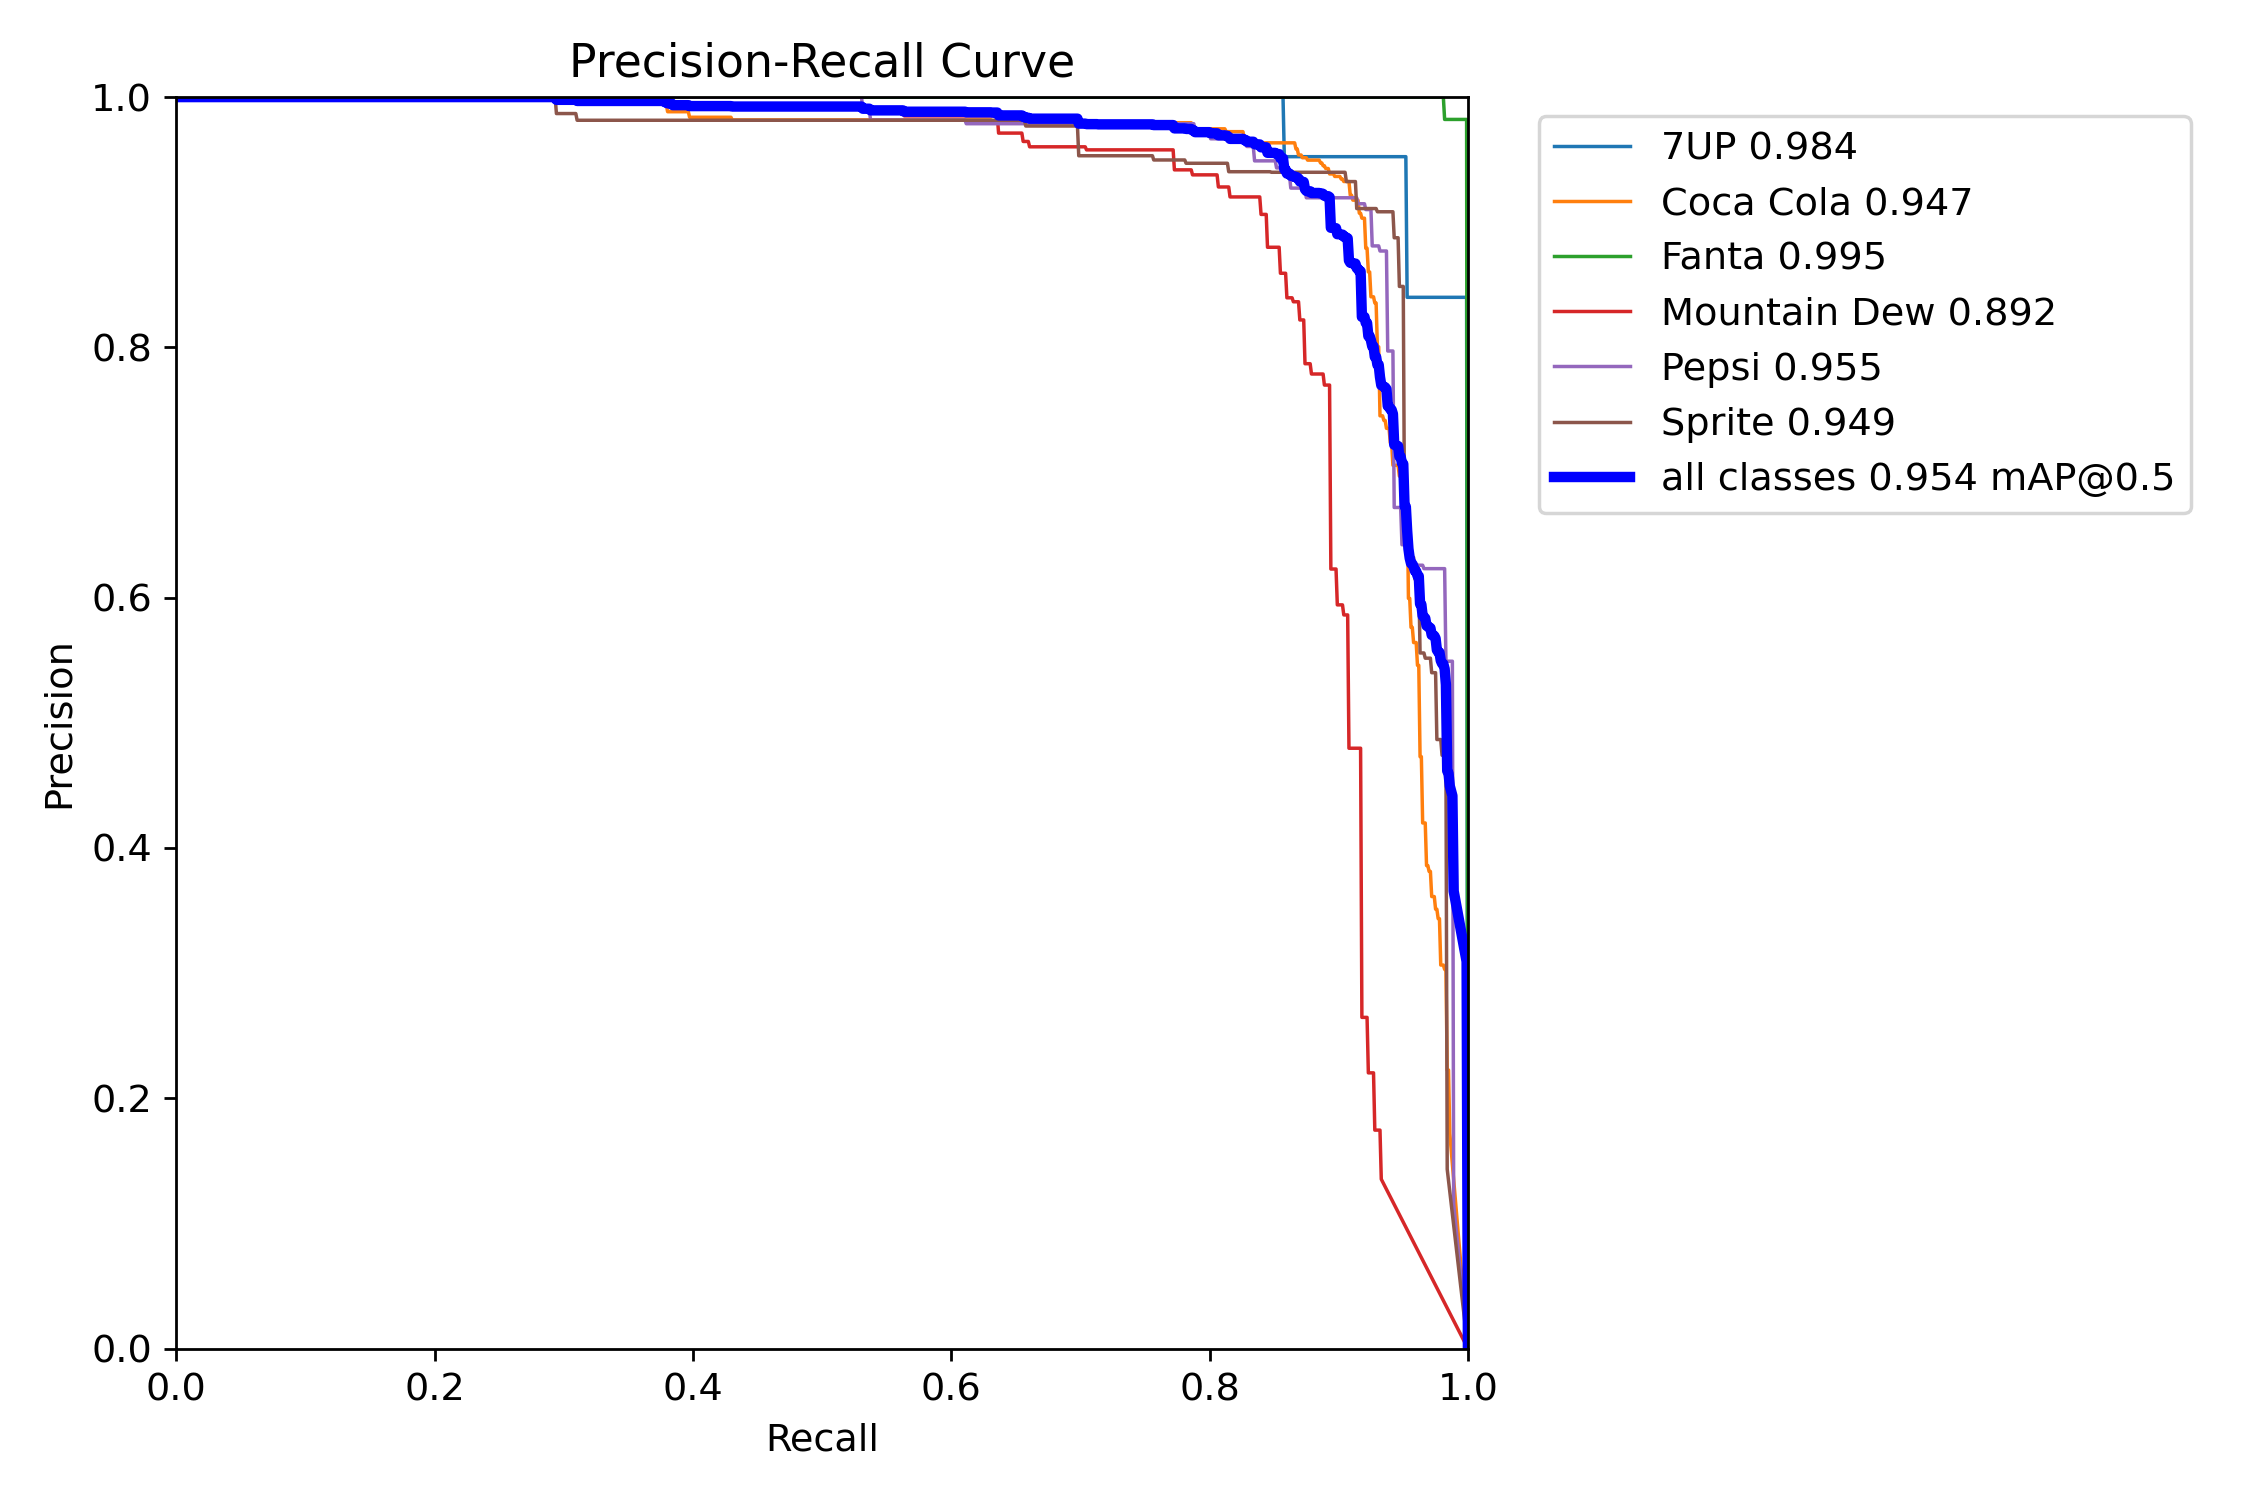 Precision-Recall Curve
1.0
0.8
0.6
0.4
0.2
0.0
Precision
0.0 0.2 0.4 0.6 0.8 1.0
Recall
7UP 0.984
Coca Cola 0.947
Fanta 0.995
Mountain Dew 0.892
Pepsi 0.955
Sprite 0.949
all classes 0.954 mAP@0.5